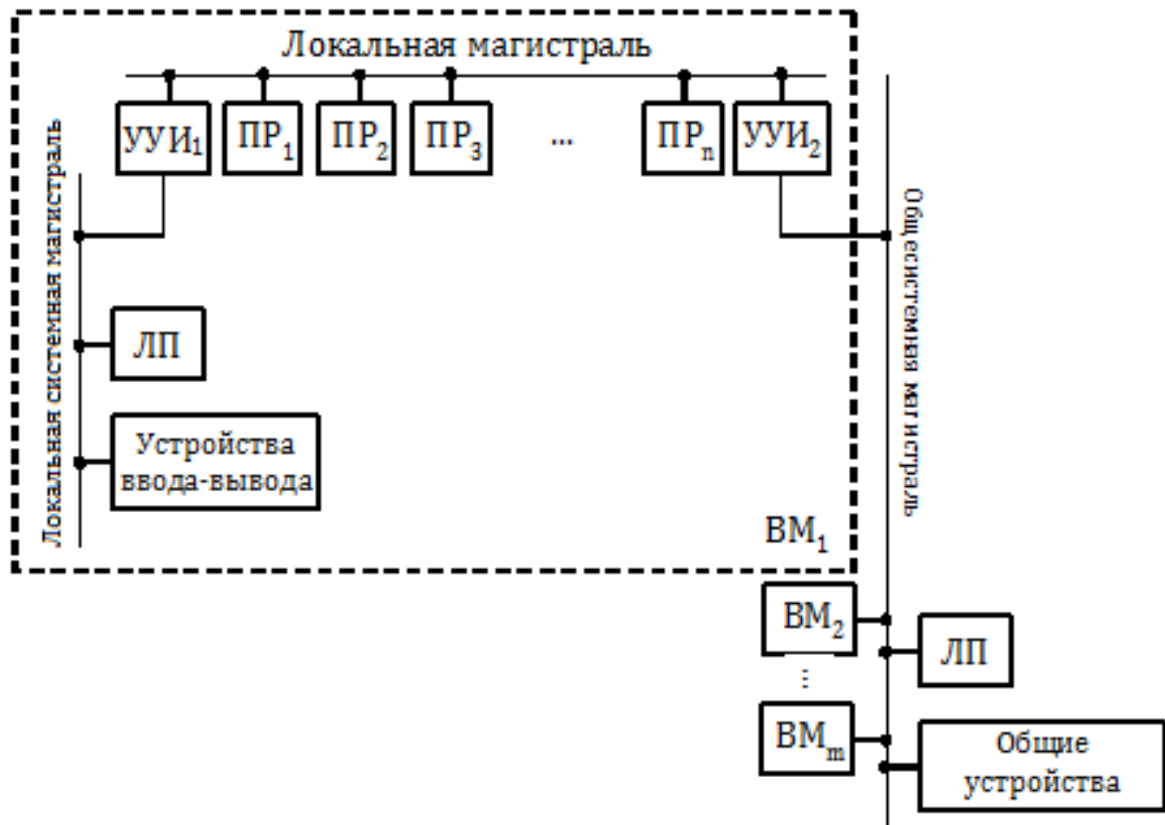 Локальная магистраль
УУИ₁ ПР₁ ПР₂ ПР₃ ... ПРₙ УУИ₂
Локальная системная магистраль
Общесистемная магистраль
ЛП
Устройства
ввода-вывода
ВМ₁
ВМ₂
ЛП
...
ВМₘ
Общие
устройства